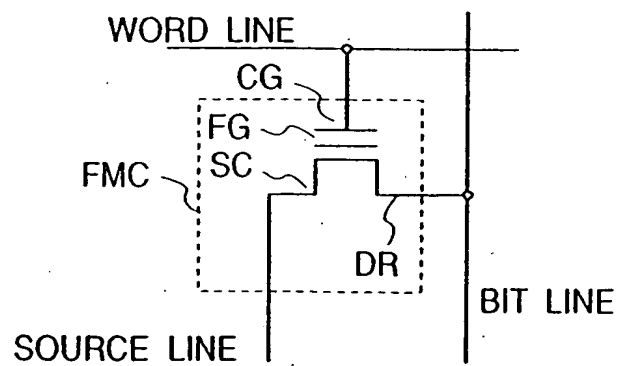 WORD LINE
CG
FG
SC
FMC
DR
BIT LINE
SOURCE LINE